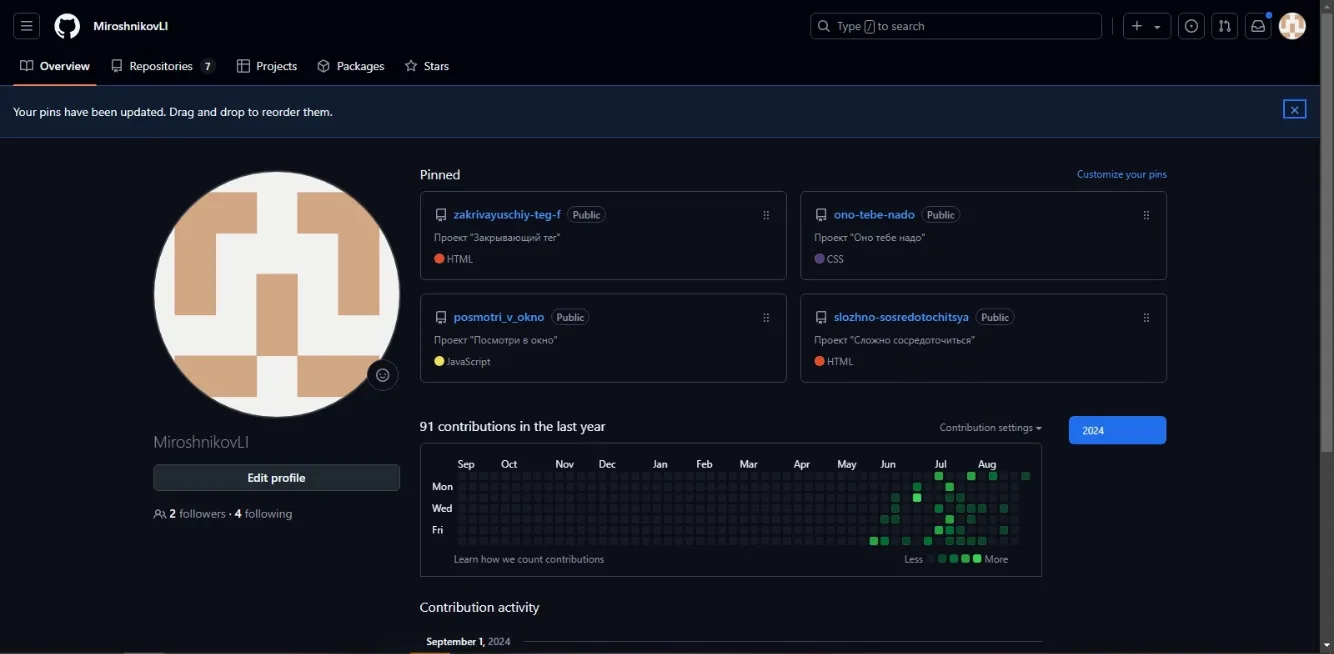 MiroshnikovLI
Type / to search
Overview Repositories 7 Projects Packages Stars
Your pins have been updated. Drag and drop to reorder them.
Pinned
Customize your pins
zakrivayuschiy-teg-f Public
Проект "Закрывающий тег"
HTML
ono-tebe-nado Public
Проект "Оно тебе надо"
CSS
posmotri_v_okno Public
Проект "Посмотри в окно"
JavaScript
slozhno-sosredotochitsya Public
Проект "Сложно сосредоточиться"
HTML
MiroshnikovLI
Edit profile
2 followers · 4 following
91 contributions in the last year
Contribution settings
2024
Sep Oct Nov Dec Jan Feb Mar Apr May Jun Jul Aug
Mon
Wed
Fri
Learn how we count contributions
Less More
Contribution activity
September 1, 2024